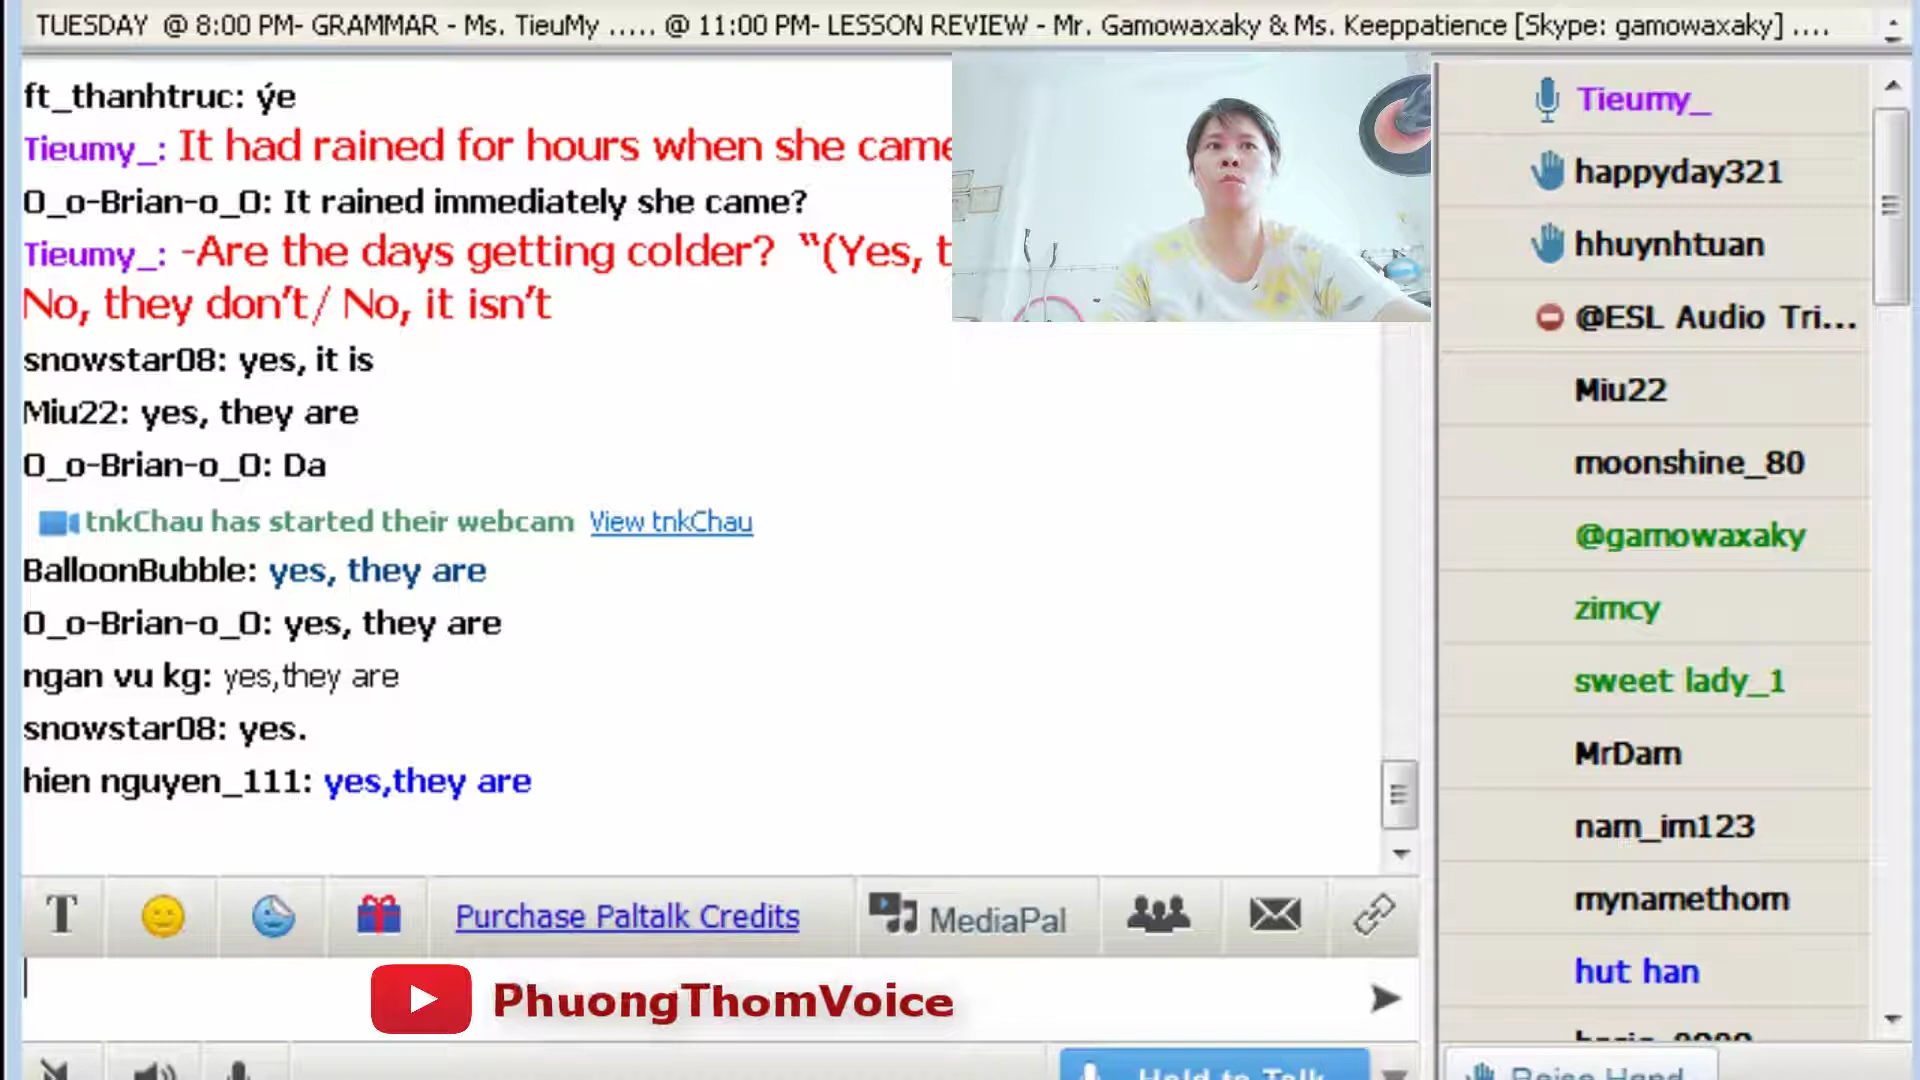 TUESDAY @ 8:00 PM- GRAMMAR - Ms. TieuMy ..... @ 11:00 PM- LESSON REVIEW - Mr. Gamowaxaky & Ms. Keeppatience [Skype: gamowaxaky] ....
ft_thanhtruc: ýe
Tieumy_: It had rained for hours when she came
O_o-Brian-o_O: It rained immediately she came?
Tieumy_: -Are the days getting colder? “(Yes, t
No, they don’t/ No, it isn’t
snowstar08: yes, it is
Miu22: yes, they are
O_o-Brian-o_O: Da
tnkChau has started their webcam View tnkChau
BalloonBubble: yes, they are
O_o-Brian-o_O: yes, they are
ngan vu kg: yes,they are
snowstar08: yes.
hien nguyen_111: yes,they are
T
Purchase Paltalk Credits
MediaPal
PhuongThomVoice
Hold to Talk
Tieumy_
happyday321
hhuynhtuan
@ESL Audio Tri...
Miu22
moonshine_80
@gamowaxaky
zimcy
sweet lady_1
MrDam
nam_im123
mynamethom
hut han
Raise Hand